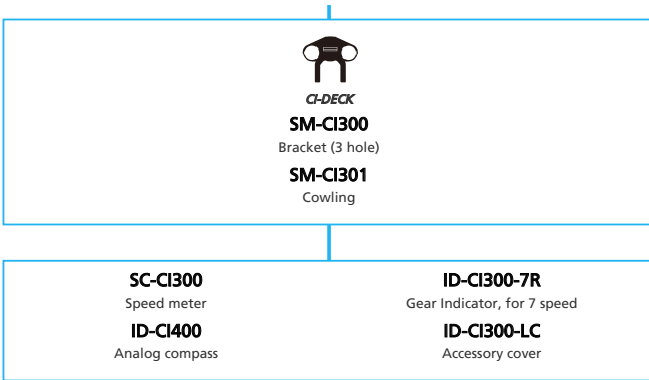 CI-DECK
SM-CI300
Bracket (3 hole)
SM-CI301
Cowling
SC-CI300
Speed meter
ID-CI400
Analog compass
ID-CI300-7R
Gear Indicator, for 7 speed
ID-CI300-LC
Accessory cover